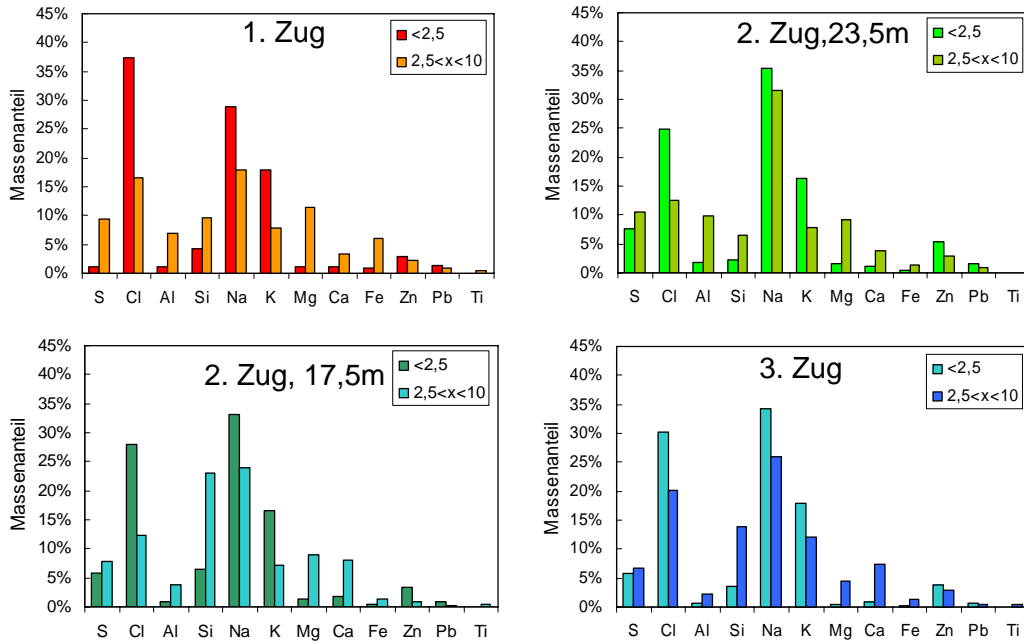 1. Zug
<2,5
2,5<x<10
Massenanteil
45%
40%
35%
30%
25%
20%
15%
10%
5%
0%
S Cl Al Si Na K Mg Ca Fe Zn Pb Ti
2. Zug,23,5m
<2,5
2,5<x<10
Massenanteil
45%
40%
35%
30%
25%
20%
15%
10%
5%
0%
S Cl Al Si Na K Mg Ca Fe Zn Pb Ti
2. Zug, 17,5m
<2,5
2,5<x<10
Massenanteil
45%
40%
35%
30%
25%
20%
15%
10%
5%
0%
S Cl Al Si Na K Mg Ca Fe Zn Pb Ti
3. Zug
<2,5
2,5<x<10
Massenanteil
45%
40%
35%
30%
25%
20%
15%
10%
5%
0%
S Cl Al Si Na K Mg Ca Fe Zn Pb Ti